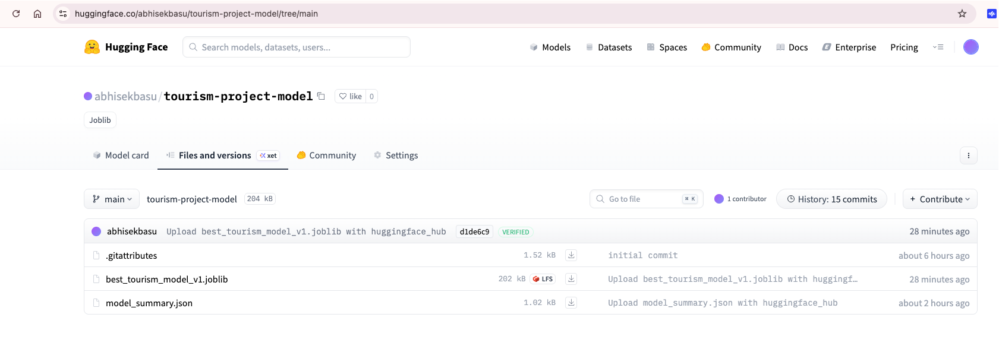 huggingface.co/abhisekbasu/tourism-project-model/tree/main
Hugging Face
Search models, datasets, users...
Models
Datasets
Spaces
Community
Docs
Enterprise
Pricing
abhisekbasu/tourism-project-model
like 0
Joblib
Model card
Files and versions
xet
Community
Settings
main
tourism-project-model
204 kB
Go to file
⌘ K
1 contributor
History: 15 commits
+ Contribute
abhisekbasu Upload best_tourism_model_v1.joblib with huggingface_hub d1de6c9 VERIFIED 28 minutes ago
.gitattributes 1.52 kB initial commit about 6 hours ago
best_tourism_model_v1.joblib 202 kB LFS Upload best_tourism_model_v1.joblib with huggingf… 28 minutes ago
model_summary.json 1.02 kB Upload model_summary.json with huggingface_hub about 2 hours ago